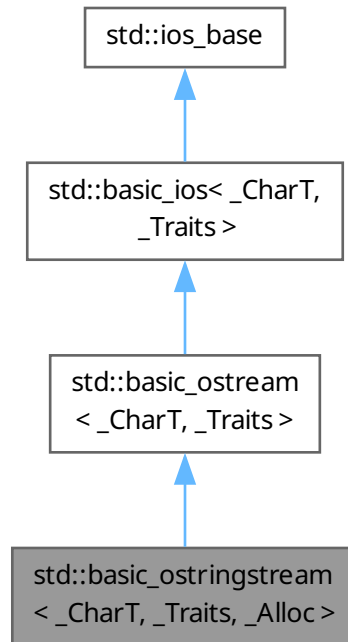 std::ios_base
std::basic_ios< _CharT,
_Traits >
std::basic_ostream
< _CharT, _Traits >
std::basic_ostringstream
< _CharT, _Traits, _Alloc >